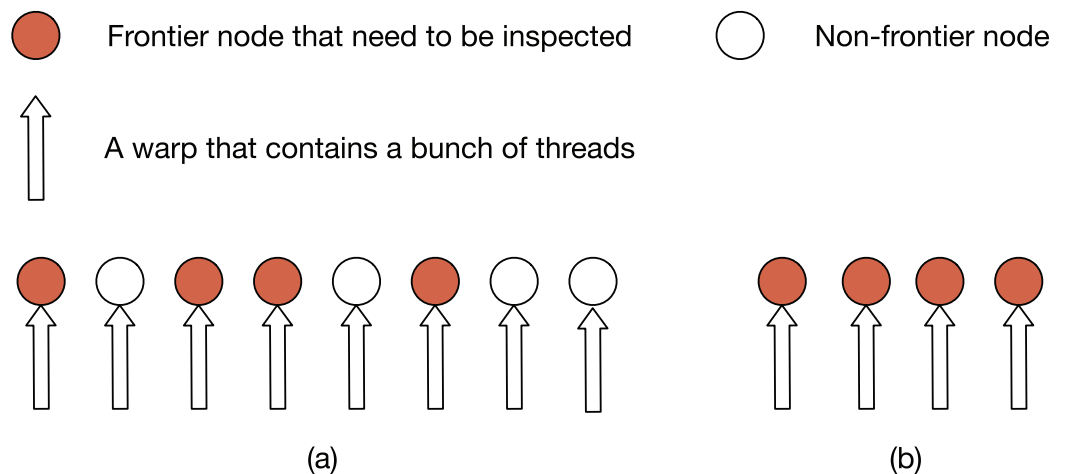 Frontier node that need to be inspected
Non-frontier node
A warp that contains a bunch of threads
(a)
(b)